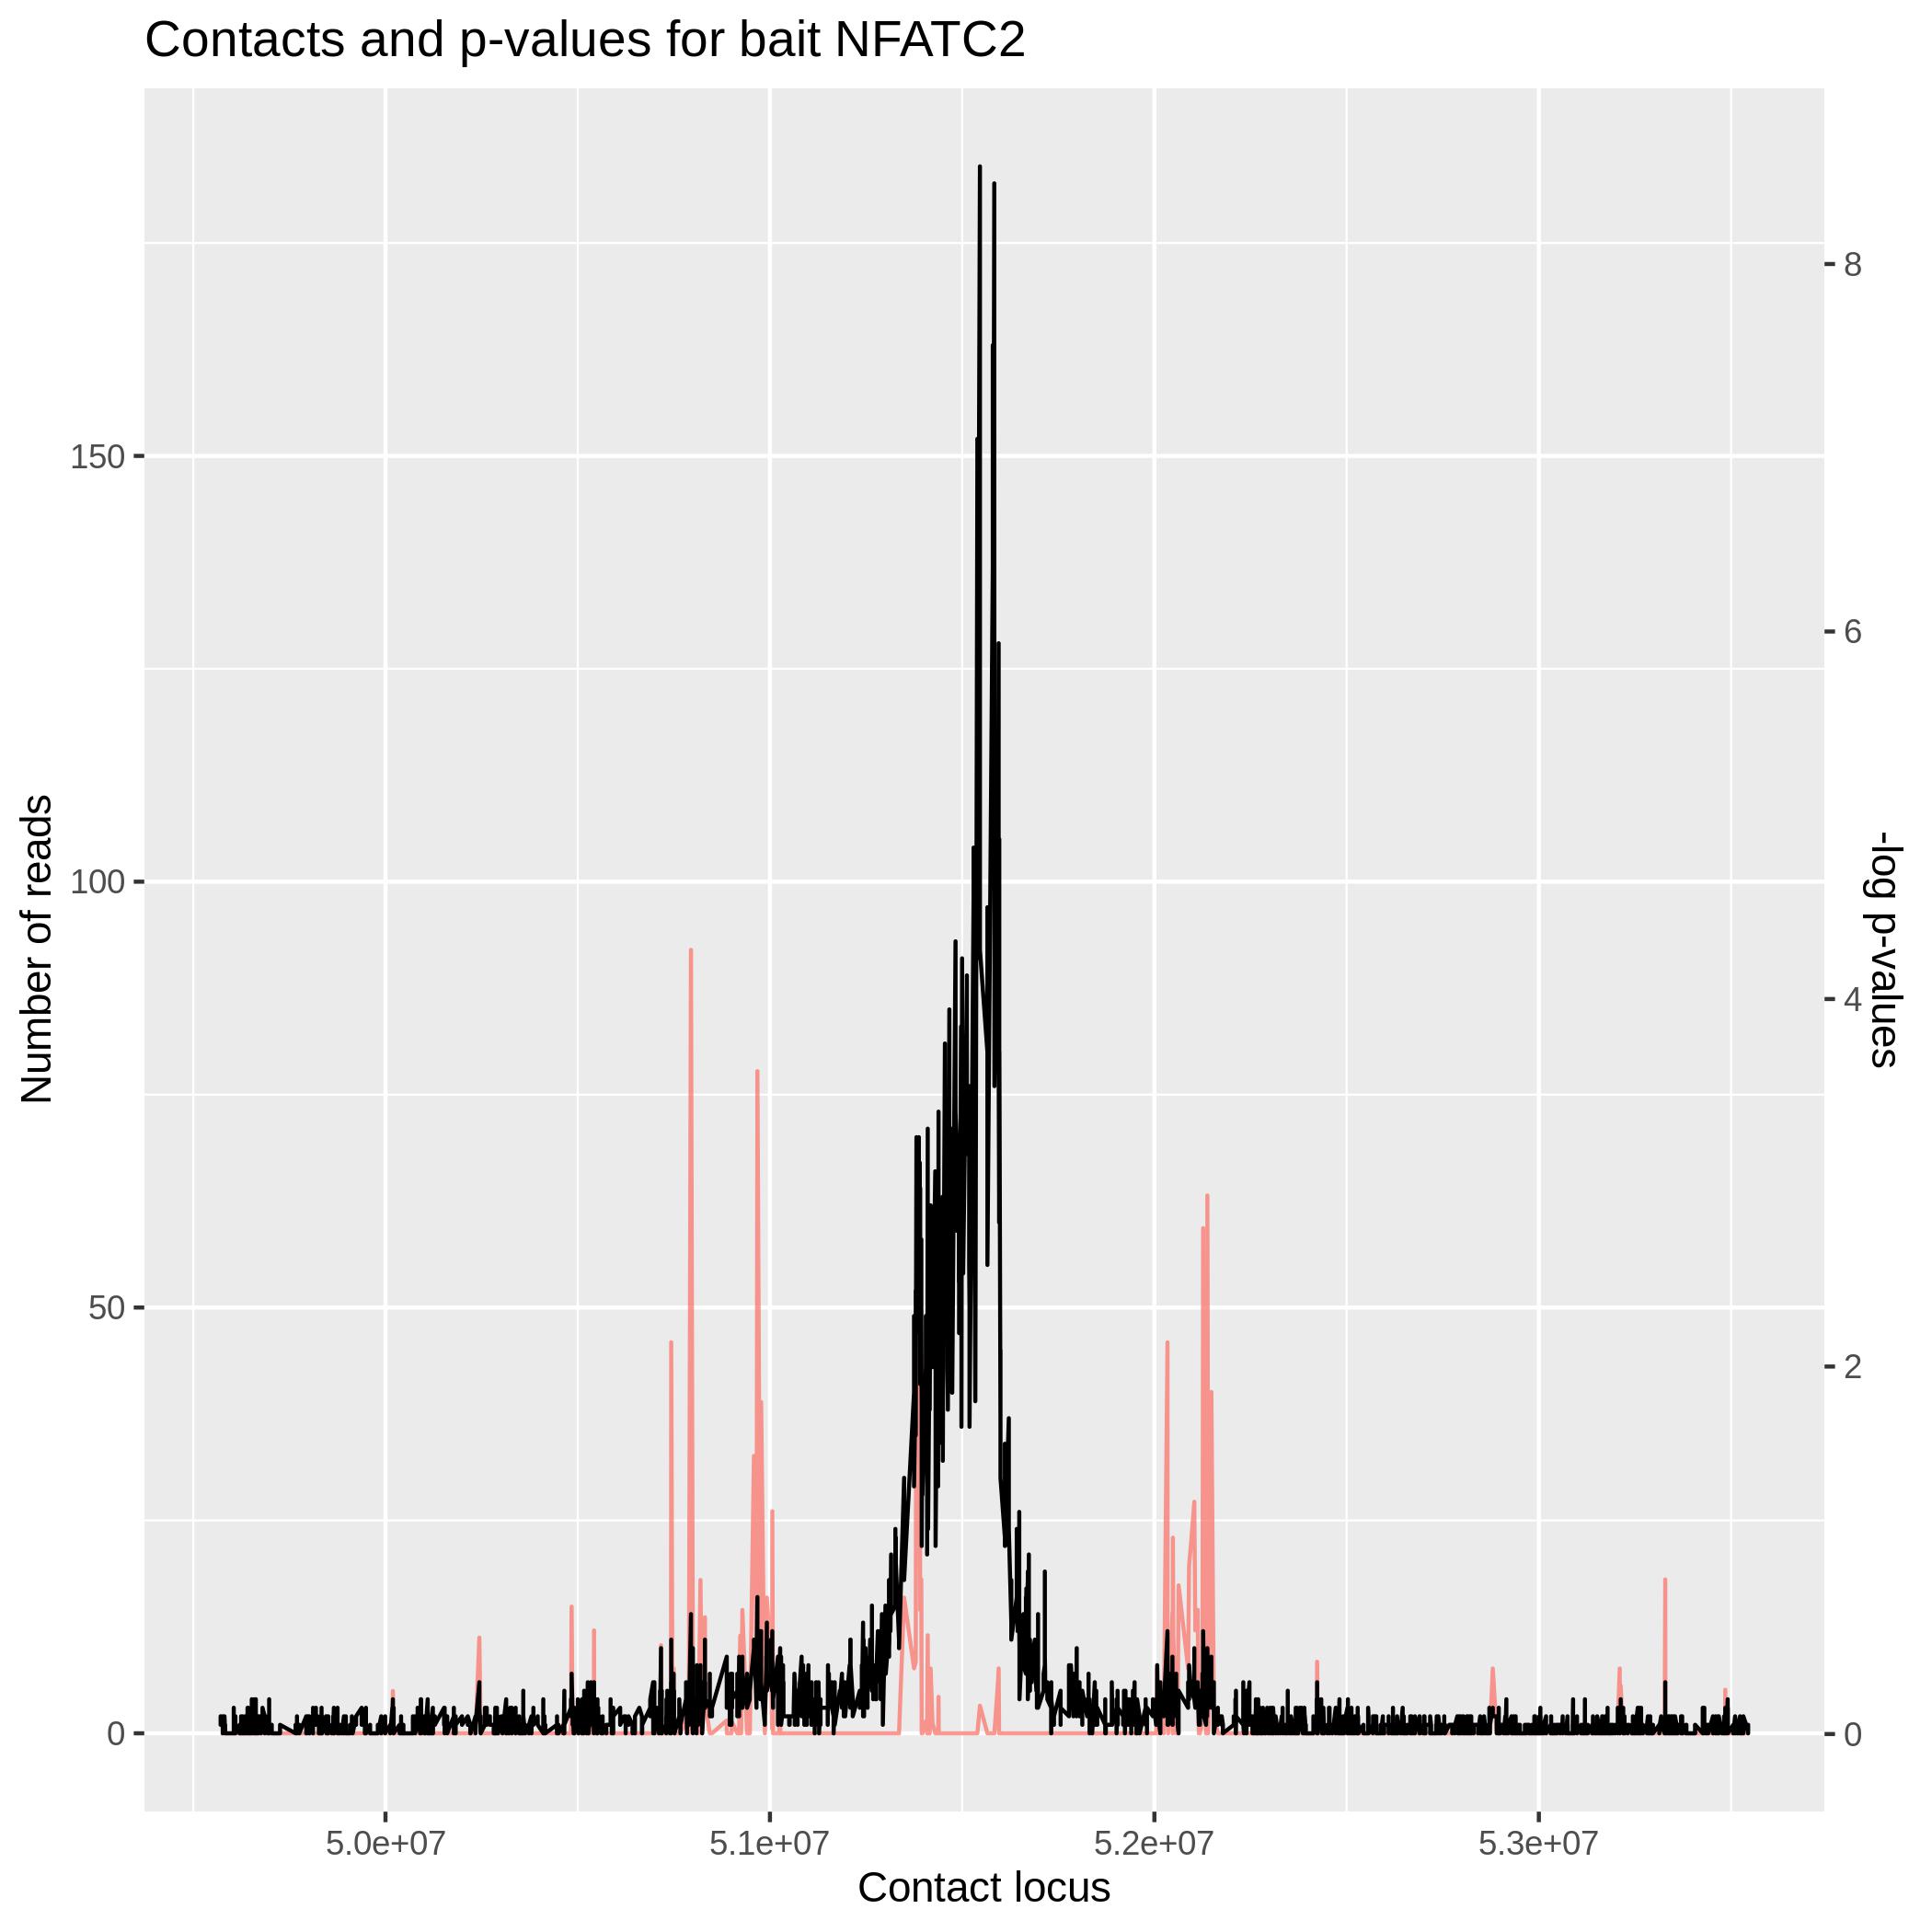 Contacts and p-values for bait NFATC2
150
100
50
0
Number of reads
8
6
4
2
0
-log p-values
5.0e+07
5.1e+07
5.2e+07
5.3e+07
Contact locus